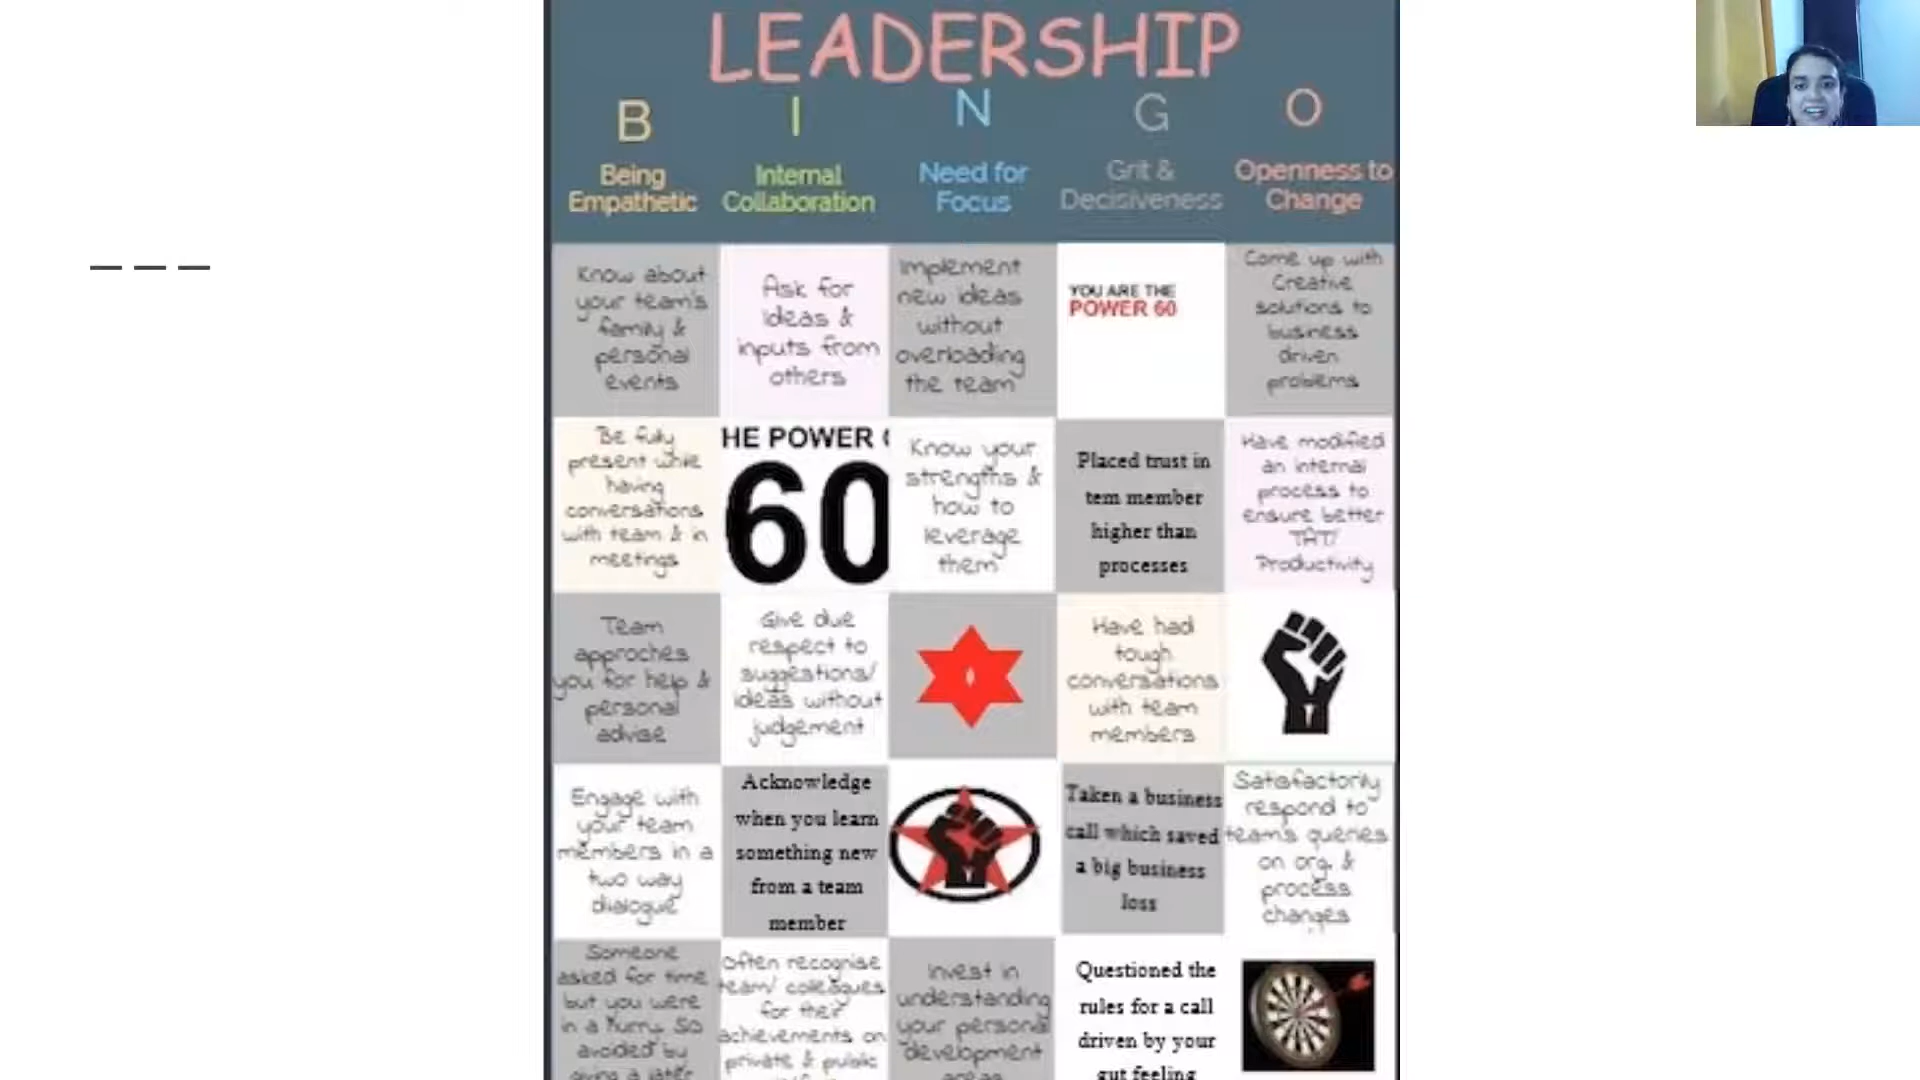 LEADERSHIP
B
I
N
G
O
Being
Empathetic
Internal
Collaboration
Need for
Focus
Grit &
Decisiveness
Openness to
Change
Know about
your team's
family &
personal
events
Ask for
ideas &
inputs from
others
Implement
new ideas
without
overloading
the team
YOU ARE THE
POWER 60
Come up with
Creative
solutions to
business
driven
problems
Be fully
present while
having
conversations
with team & in
meetings
HE POWER
60
Know your
strengths &
how to
leverage
them
Placed trust in
tem member
higher than
processes
Have modified
an internal
process to
ensure better
TAT/
Productivity
Team
approches
you for help &
personal
advise
Give due
respect to
suggestions/
ideas without
judgement
Have had
tough
conversations
with team
members
Engage with
your team
members in a
two way
dialogue
Acknowledge
when you learn
something new
from a team
member
Taken a business
call which saved
a big business
loss
Satisfactorily
respond to
team's queries
on org. &
process
changes
Someone
asked for time
but you were
in a hurry. So
avoided by
giving a later
Often recognise
team/ colleagues
for their
achievements on
private & public
Invest in
understanding
your personal
development
areas
Questioned the
rules for a call
driven by your
gut feeling